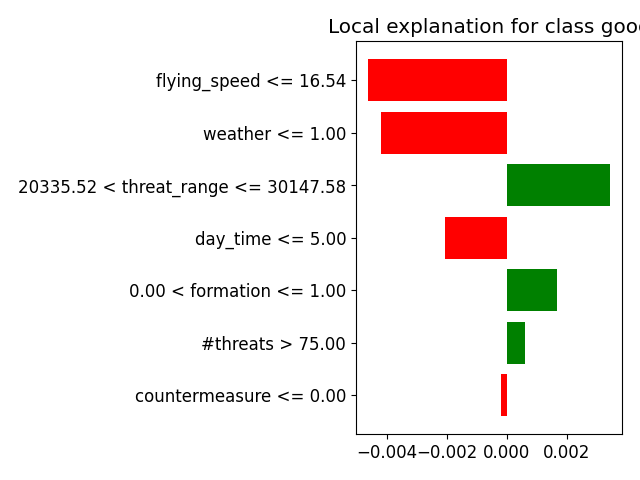 Local explanation for class goo
flying_speed <= 16.54
weather <= 1.00
20335.52 < threat_range <= 30147.58
day_time <= 5.00
0.00 < formation <= 1.00
#threats > 75.00
countermeasure <= 0.00
−0.004 −0.002 0.000 0.002